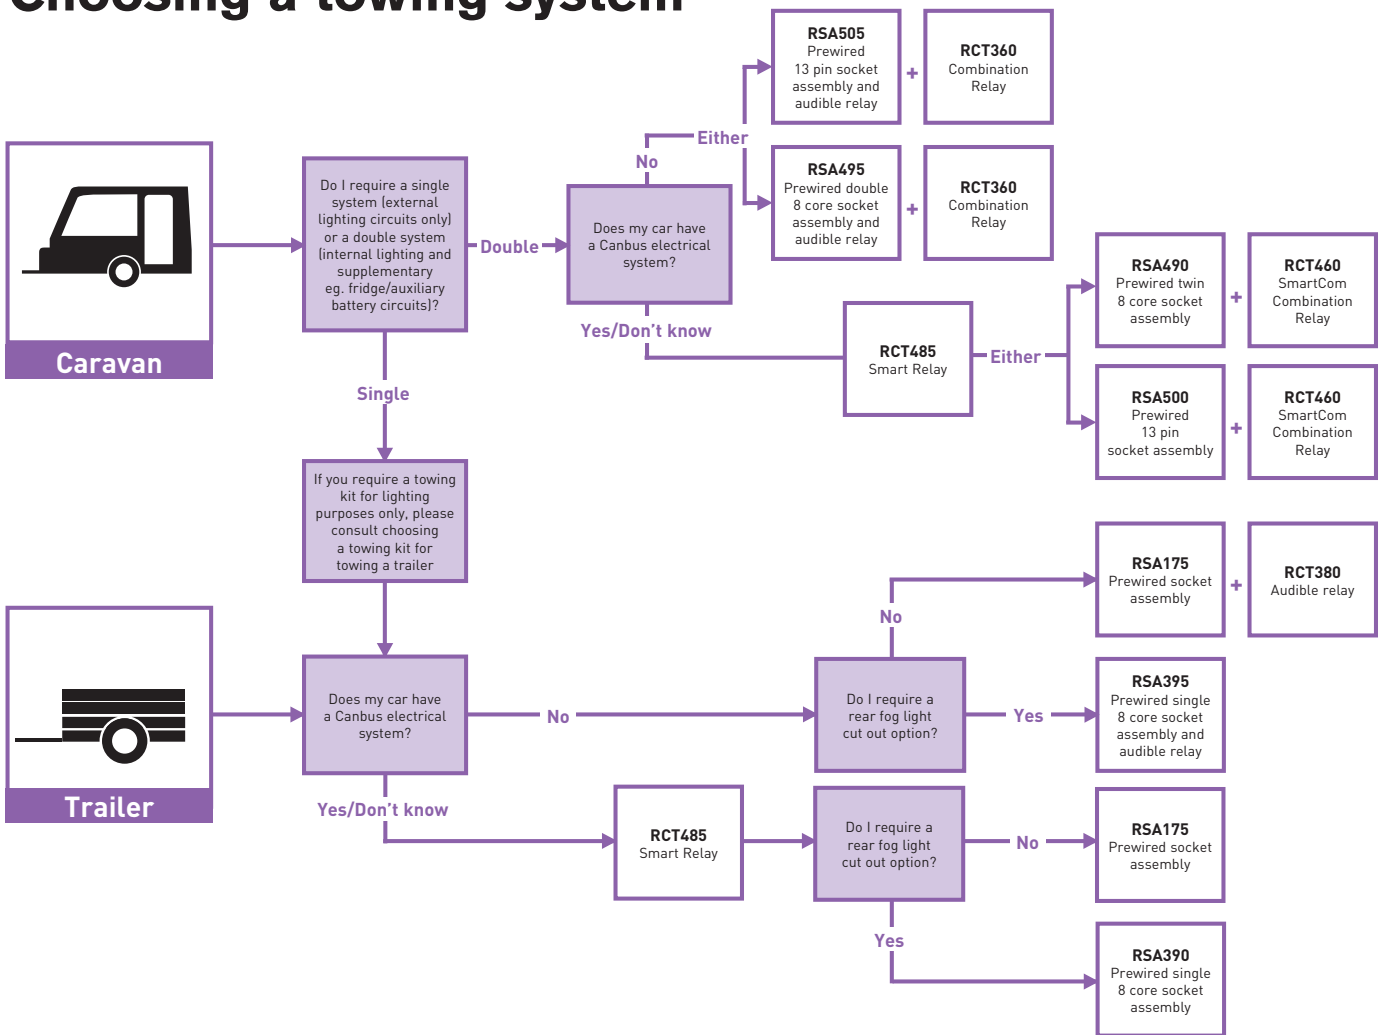 Choosing a towing system
RSA505
Prewired
13 pin socket
assembly and
audible relay
+
RCT360
Combination
Relay
Either
No
RSA495
Prewired double
8 core socket
assembly and
audible relay
+
RCT360
Combination
Relay
Do I require a single
system (external
lighting circuits only)
or a double system
(internal lighting and
supplementary
eg. fridge/auxiliary
battery circuits)?
Double
Does my car have
a Canbus electrical
system?
Yes/Don't know
Caravan
RCT485
Smart Relay
Either
RSA490
Prewired twin
8 core socket
assembly
+
RCT460
SmartCom
Combination
Relay
RSA500
Prewired
13 pin
socket assembly
+
RCT460
SmartCom
Combination
Relay
Single
If you require a towing
kit for lighting
purposes only, please
consult choosing
a towing kit for
towing a trailer
RSA175
Prewired socket
assembly
+
RCT380
Audible relay
No
Does my car have
a Canbus electrical
system?
No
Do I require a
rear fog light
cut out option?
Yes
RSA395
Prewired single
8 core socket
assembly and
audible relay
Trailer
Yes/Don't know
RCT485
Smart Relay
Do I require a
rear fog light
cut out option?
No
RSA175
Prewired socket
assembly
Yes
RSA390
Prewired single
8 core socket
assembly